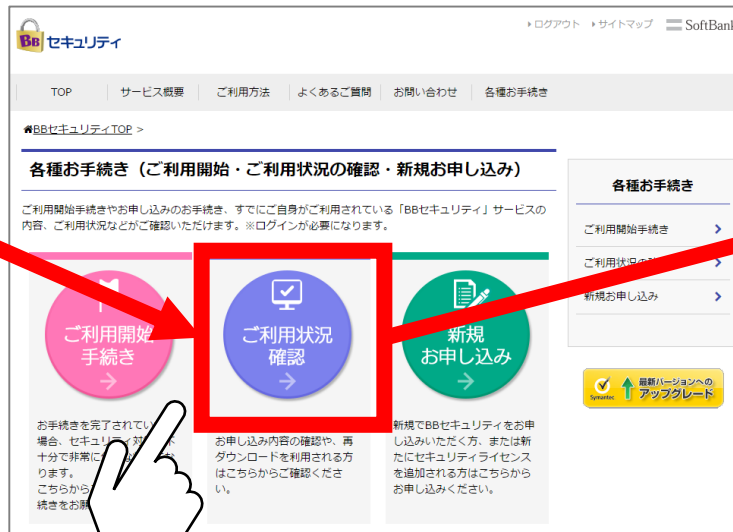 BB セキュリティ
ログアウト サイトマップ SoftBank
TOP サービス概要 ご利用方法 よくあるご質問 お問い合わせ 各種お手続き
BBセキュリティTOP >
各種お手続き（ご利用開始・ご利用状況の確認・新規お申し込み）
ご利用開始手続きやお申し込みのお手続き、すでにご自身がご利用されている「BBセキュリティ」サービスの
内容、ご利用状況などがご確認いただけます。※ログインが必要になります。
ご利用開始
手続き
お手続きを完了されてい
場合、セキュリティ対
十分で非常に
ります。
こちらから
続きをお願
ご利用状況
確認
お申し込み内容の確認や、再
ダウンロードを利用される方
はこちらからご確認くださ
い。
新規
お申し込み
新規でBBセキュリティをお申
し込みいただく方、または新
たにセキュリティライセンス
を追加される方はこちらから
お申し込みください。
各種お手続き
ご利用開始手続き
ご利用状況の
新規お申し込み
Symantec
最新バージョンへの
アップグレード